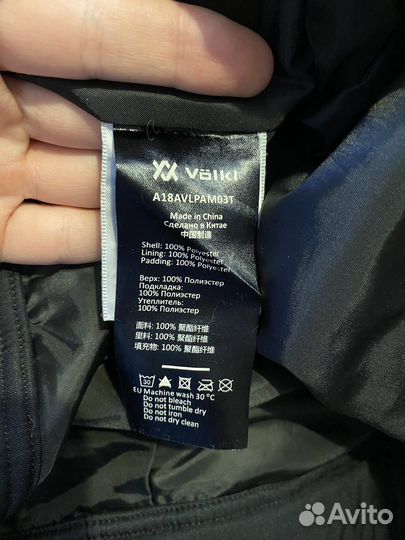 Völkl
A18AVLPAM03T
Made in China
Сделано в Китае
中国制造
Shell: 100% Polyester
Lining: 100% Polyester
Padding: 100% Polyester
Верх: 100% Полиэстер
Подкладка:
100% Полиэстер
Утеплитель:
100% Полиэстер
面料: 100% 聚酯纤维
里料: 100% 聚酯纤维
填充物: 100% 聚酯纤维
30
EU Machine wash 30 °C
Do not bleach
Do not tumble dry
Do not iron
Do not dry clean
Avito